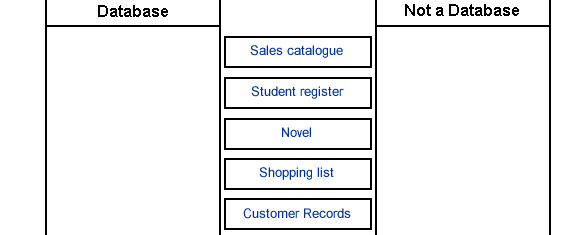 Database
Not a Database
Sales catalogue
Student register
Novel
Shopping list
Customer Records